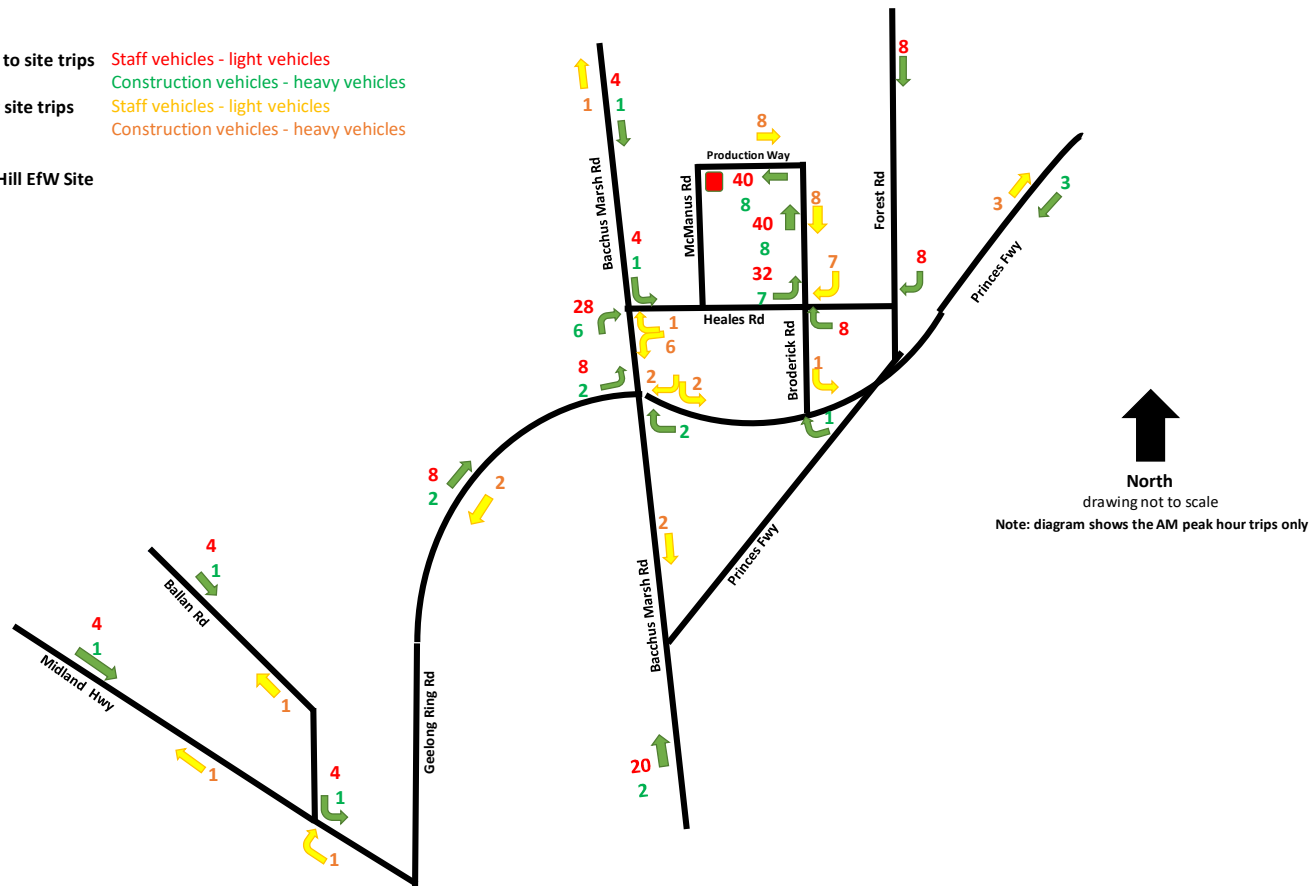 to site trips Staff vehicles - light vehicles
Construction vehicles - heavy vehicles
site trips Staff vehicles - light vehicles
Construction vehicles - heavy vehicles
Hill EfW Site
1
4
1
Bacchus Marsh Rd
8
Production Way
40
8
McManus Rd
40
8
32
7
8
7
8
Forest Rd
8
3
3
Princes Fwy
4
1
28
6
1
6
Heales Rd
8
Broderick Rd
1
1
8
2
2
2
2
8
2
2
2
Bacchus Marsh Rd
Princes Fwy
North
drawing not to scale
Note: diagram shows the AM peak hour trips only
4
1
Ballan Rd
4
1
Midland Hwy
1
1
4
1
1
Geelong Ring Rd
20
2